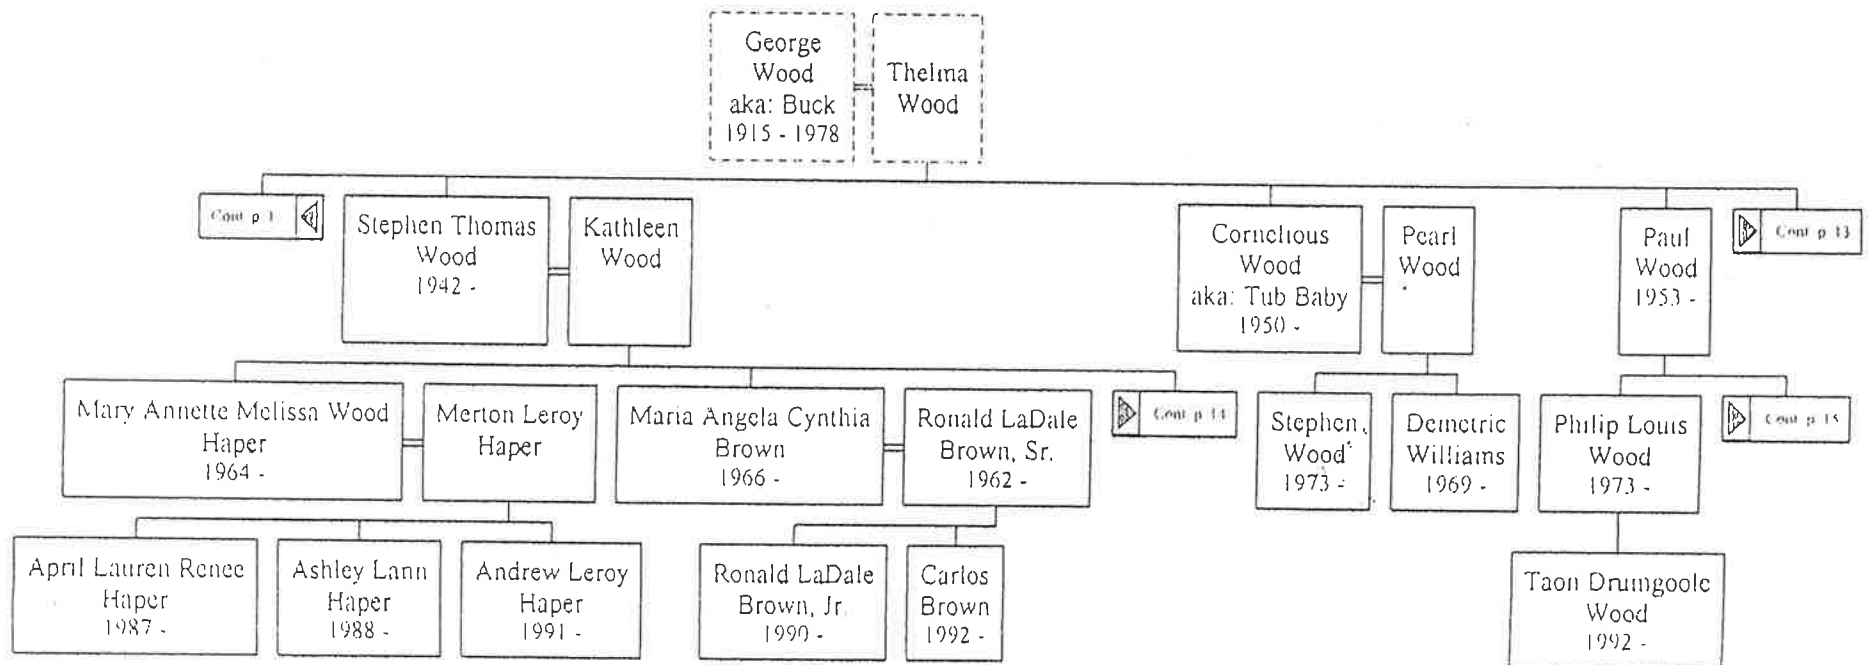 George
Wood
aka: Buck
1915 - 1978
Thelma
Wood
Cont p 1
Stephen Thomas
Wood
1942 -
Kathleen
Wood
Cornelious
Wood
aka: Tub Baby
1950 -
Pearl
Wood
Paul
Wood
1953 -
Cont p 13
Mary Annette Melissa Wood
Haper
1964 -
Merton Leroy
Haper
Maria Angela Cynthia
Brown
1966 -
Ronald LaDale
Brown, Sr.
1962 -
Cont p 14
Stephen
Wood
1973 -
Demetric
Williams
1969 -
Philip Louis
Wood
1973 -
Cont p 15
April Lauren Renee
Haper
1987 -
Ashley Lann
Haper
1988 -
Andrew Leroy
Haper
1991 -
Ronald LaDale
Brown, Jr.
1990 -
Carlos
Brown
1992 -
Taon Drumgoole
Wood
1992 -